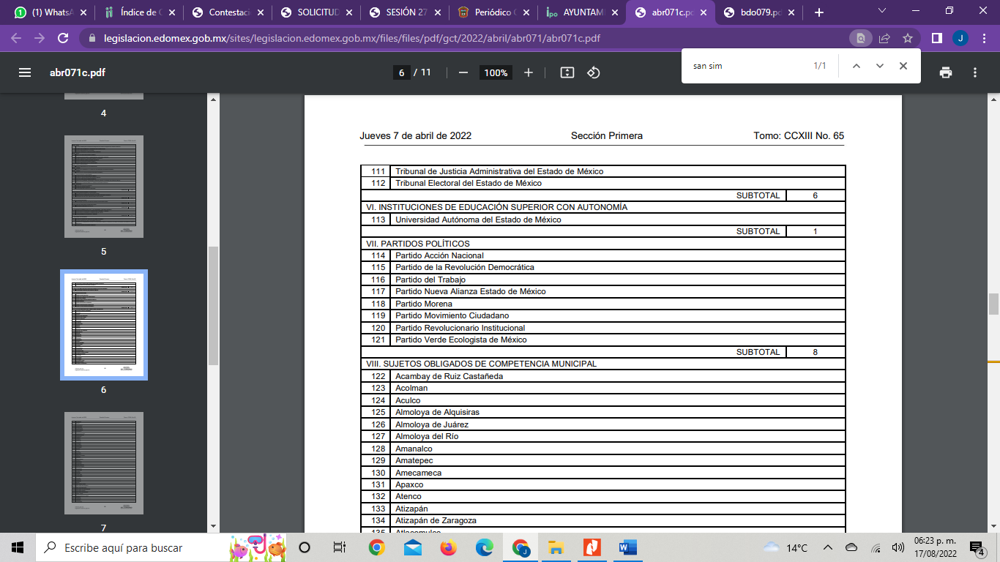 (1) Whats
Índice de
Contestaci
SOLICITUD
SESIÓN 27
Periódico
AYUNTAM
abr071c.pd
bdo079.pd
legislacion.edomex.gob.mx/sites/legislacion.edomex.gob.mx/files/files/pdf/gct/2022/abril/abr071/abr071c.pdf
J
abr071c.pdf
6 / 11
100%
san sim 1/1
4
5
6
7
Jueves 7 de abril de 2022 Sección Primera Tomo: CCXIII No. 65
111 Tribunal de Justicia Administrativa del Estado de México
112 Tribunal Electoral del Estado de México
SUBTOTAL 6
VI. INSTITUCIONES DE EDUCACIÓN SUPERIOR CON AUTONOMÍA
113 Universidad Autónoma del Estado de México
SUBTOTAL 1
VII. PARTIDOS POLÍTICOS
114 Partido Acción Nacional
115 Partido de la Revolución Democrática
116 Partido del Trabajo
117 Partido Nueva Alianza Estado de México
118 Partido Morena
119 Partido Movimiento Ciudadano
120 Partido Revolucionario Institucional
121 Partido Verde Ecologista de México
SUBTOTAL 8
VIII. SUJETOS OBLIGADOS DE COMPETENCIA MUNICIPAL
122 Acambay de Ruiz Castañeda
123 Acolman
124 Aculco
125 Almoloya de Alquisiras
126 Almoloya de Juárez
127 Almoloya del Río
128 Amanalco
129 Amatepec
130 Amecameca
131 Apaxco
132 Atenco
133 Atizapán
134 Atizapán de Zaragoza
135 Atlacomulco
Escribe aquí para buscar
14°C
06:23 p. m.
17/08/2022
4